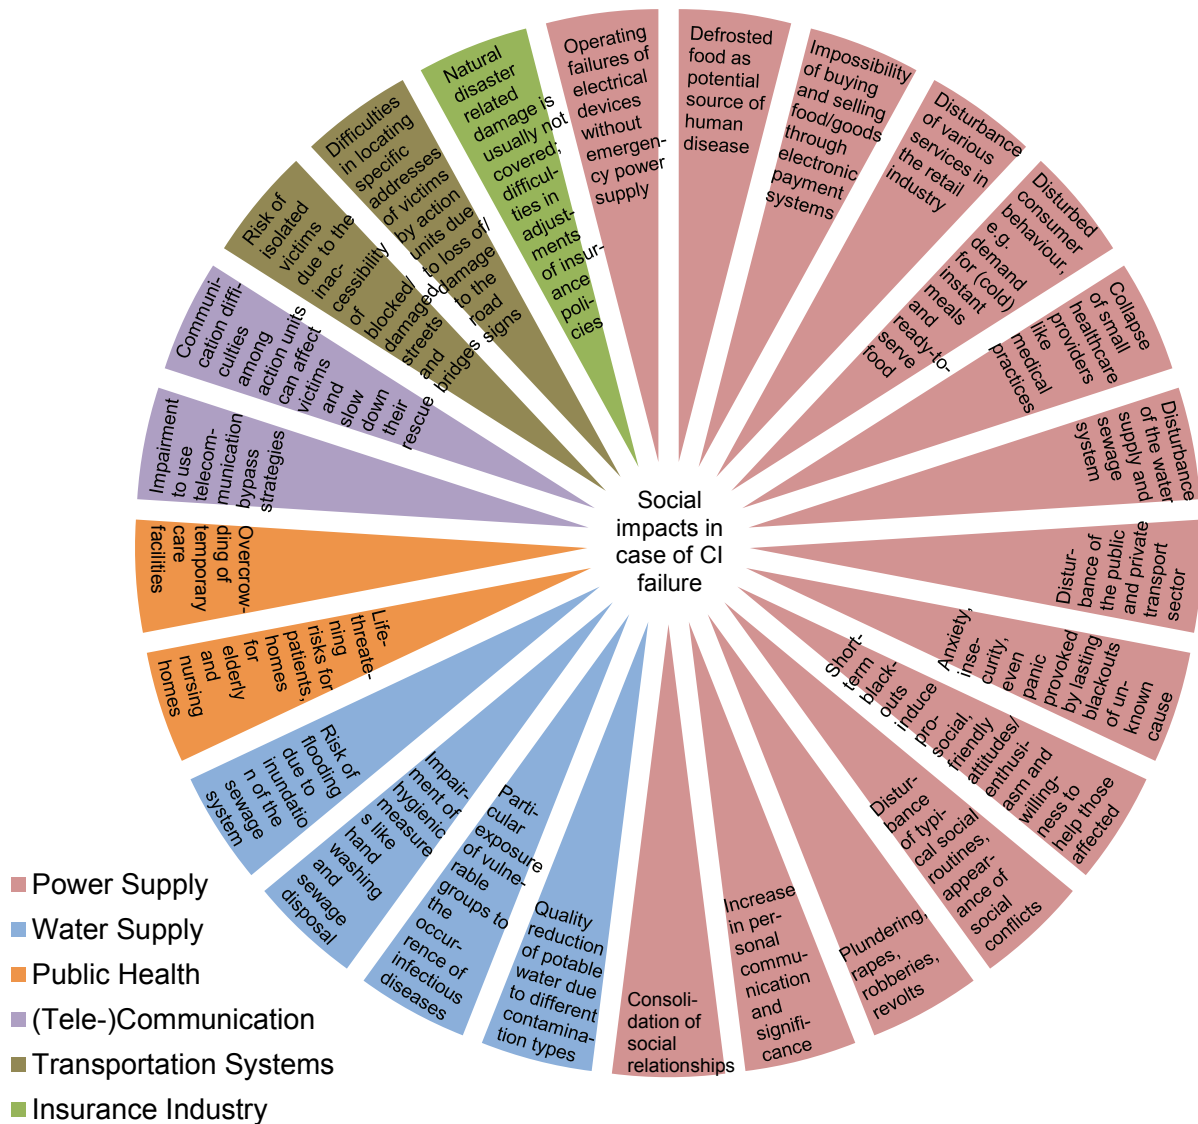 Operating
failures of
electrical
devices
without
emergen-
cy power
supply
Defrosted
food as
potential
source of
human
disease
Impossibility
of buying
and selling
food/goods
through
electronic
payment
systems
Disturbance
of various
services in
the retail
industry
Disturbed
consumer
behaviour,
e.g.
demand
for (cold)
instant
meals
and
ready-to-
serve
food
Collapse
of small
healthcare
providers
like
medical
practices
Disturbance
of the water
supply and
sewage
system
Distur-
bance of
the public
and private
transport
sector
Anxiety,
inse-
curity,
even
panic
provoked
by lasting
blackouts
of un-
known
cause
Short-
term
black-
outs
induce
pro-
social,
friendly
attitudes/
enthusi-
asm and
willing-
ness to
help those
affected
Distur-
bance
of typi-
cal social
routines,
appear-
ance of
social
conflicts
Plundering,
rapes,
robberies,
revolts
Increase
in per-
sonal
commu-
nication
and
signifi-
cance
Consoli-
dation of
social
relationships
Quality
reduction
of potable
water due
to different
contamina-
tion types
Parti-
cular
exposure
of vulne-
rable
groups to
the
occur-
rence of
infectious
diseases
Impair-
ment of
hygienic
measure
s like
hand
washing
and
sewage
disposal
Risk of
flooding
due to
inundatio
n of the
sewage
system
Life-
threate-
ning
risks for
patients,
homes
for
elderly
and
nursing
homes
Overcrow-
ding of
temporary
care
facilities
Impairment
to use
telecom-
munication
bypass
strategies
Communi-
cation diffi-
culties
among
action units
can affect
victims
and
slow
down
their
rescue
Risk of
isolated
victims
due to the
inac-
cessibility
of
blocked/
damaged
streets
and
bridges
Difficulties
in locating
specific
addresses
of victims
by action
units due
to loss of/
damage
to the
road
signs
Natural
disaster
related
damage is
usually not
covered;
difficul-
ties in
adjust-
ments
of insur-
ance
poli-
cies
Social
impacts in
case of CI
failure
Power Supply
Water Supply
Public Health
(Tele-)Communication
Transportation Systems
Insurance Industry